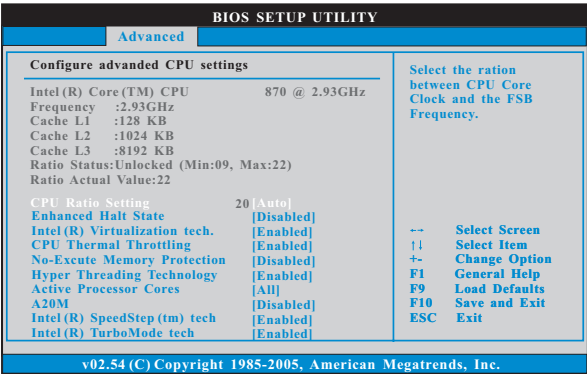 BIOS SETUP UTILITY
Advanced
Configure advanded CPU settings
Intel(R) Core(TM) CPU 870 @ 2.93GHz
Frequency :2.93GHz
Cache L1 :128 KB
Cache L2 :1024 KB
Cache L3 :8192 KB
Ratio Status:Unlocked (Min:09, Max:22)
Ratio Actual Value:22
CPU Ratio Setting 20 [Auto]
Enhanced Halt State [Disabled]
Intel(R) Virtualization tech. [Enabled]
CPU Thermal Throttling [Enabled]
No-Excute Memory Protection [Disabled]
Hyper Threading Technology [Enabled]
Active Processor Cores [All]
A20M [Disabled]
Intel(R) SpeedStep(tm) tech [Enabled]
Intel(R) TurboMode tech [Enabled]
Select the ration
between CPU Core
Clock and the FSB
Frequency.
←→ Select Screen
↑↓ Select Item
+- Change Option
F1 General Help
F9 Load Defaults
F10 Save and Exit
ESC Exit
v02.54 (C) Copyright 1985-2005, American Megatrends, Inc.